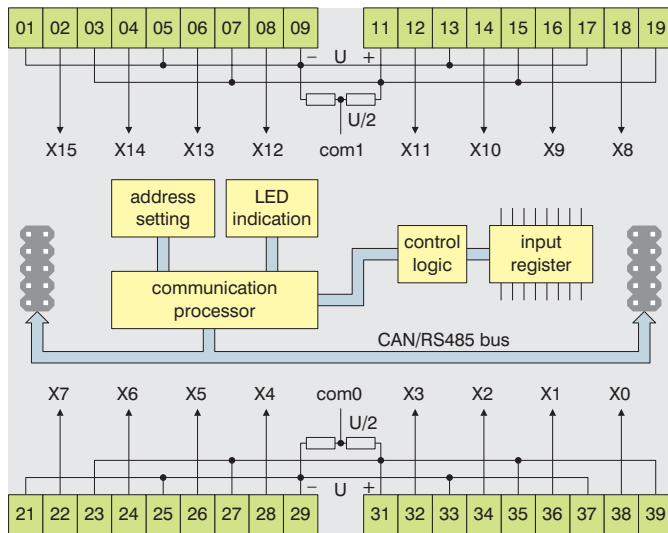 01 02 03 04 05 06 07 08 09 11 12 13 14 15 16 17 18 19
− U +
U/2
X15 X14 X13 X12 com1 X11 X10 X9 X8
address
setting
LED
indication
control
logic
input
register
communication
processor
CAN/RS485 bus
X7 X6 X5 X4 com0 X3 X2 X1 X0
U/2
− U +
21 22 23 24 25 26 27 28 29 31 32 33 34 35 36 37 38 39